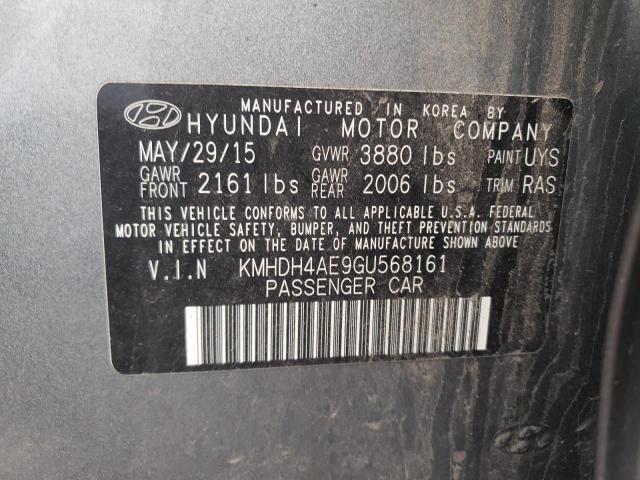 MANUFACTURED IN KOREA BY
HYUNDAI MOTOR COMPANY
MAY/29/15 GVWR 3880 lbs PAINT UYS
GAWR FRONT 2161 lbs GAWR REAR 2006 lbs TRIM RAS
THIS VEHICLE CONFORMS TO ALL APPLICABLE U.S.A. FEDERAL
MOTOR VEHICLE SAFETY, BUMPER, AND THEFT PREVENTION STANDARDS
IN EFFECT ON THE DATE OF MANUFACTURE SHOWN ABOVE.
V.I.N KMHDH4AE9GU568161
PASSENGER CAR